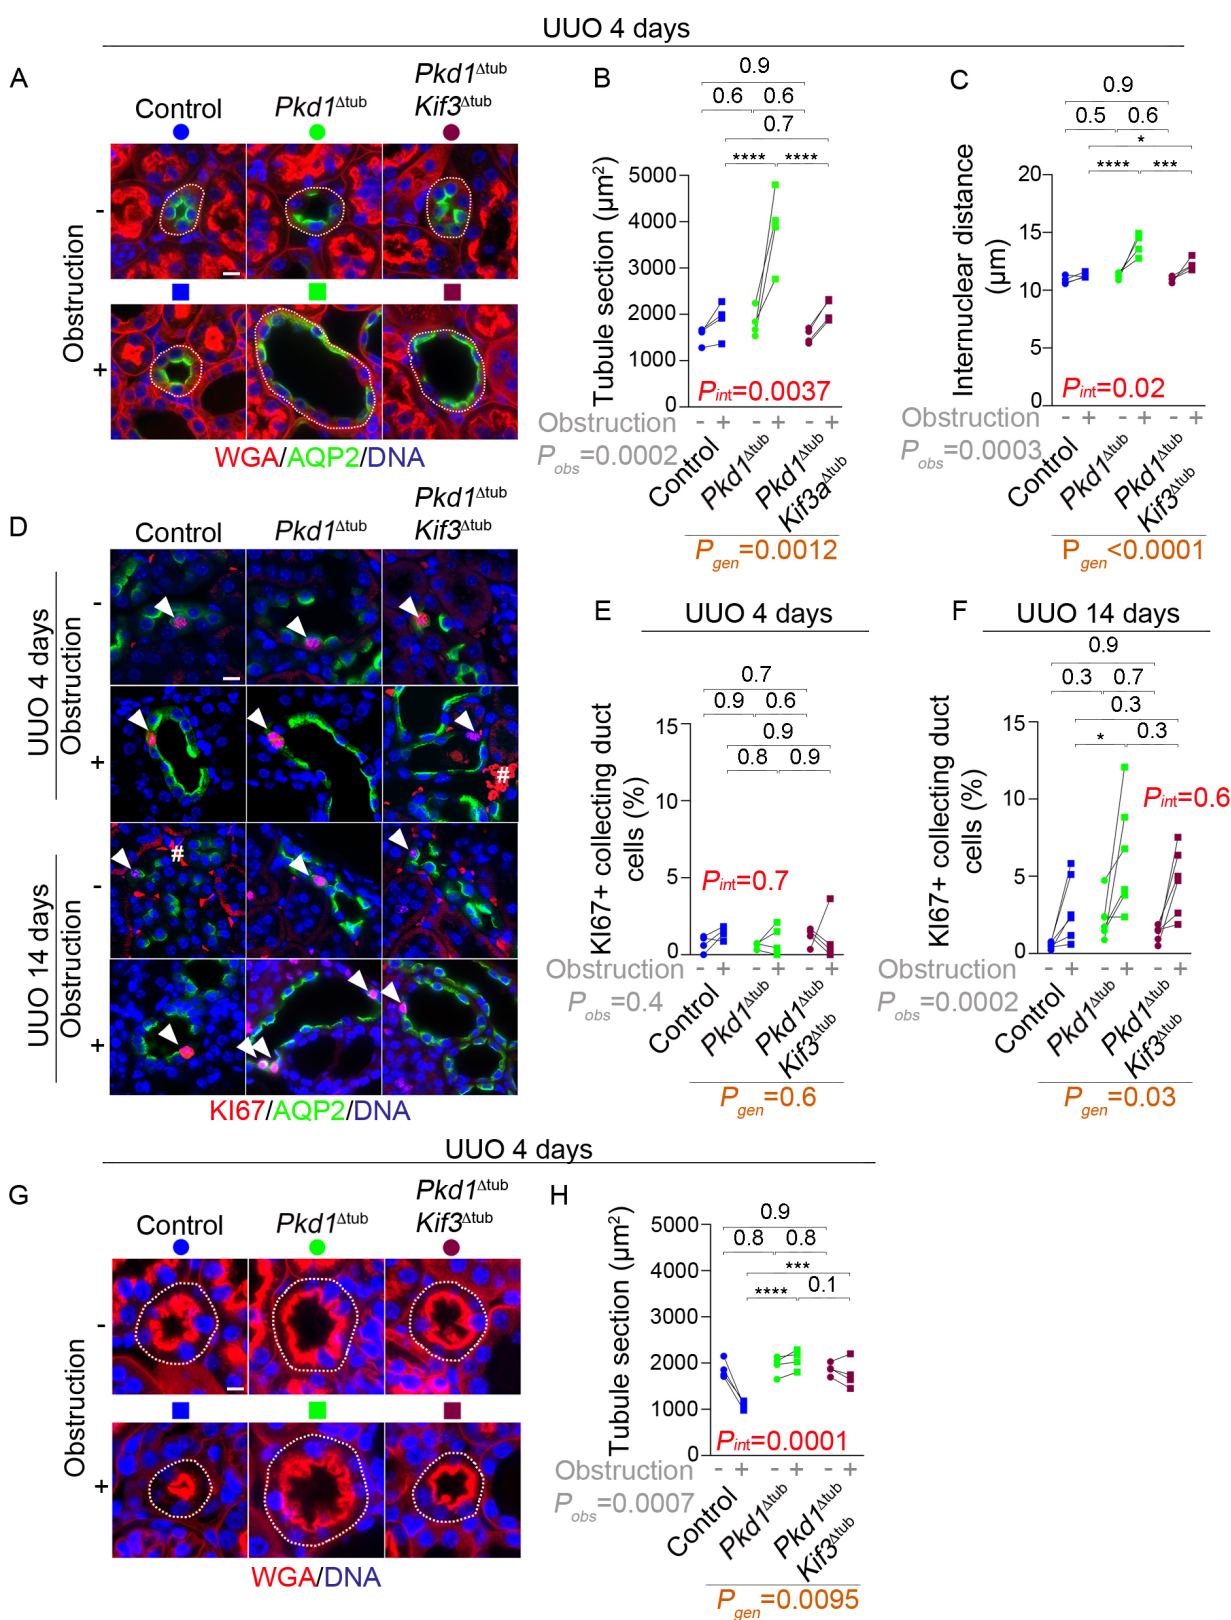 UUO 4 days
A
Control
Pkd1Δtub
Pkd1Δtub
Kif3Δtub
Obstruction
-
+
WGA/AQP2/DNA
B
0.9
0.6 0.6
0.7
**** ****
Tubule section (µm²)
5000
4000
3000
2000
1000
0
Pint=0.0037
Obstruction - + - + - +
Pobs=0.0002
Control
Pkd1Δtub
Pkd1Δtub
Kif3aΔtub
Pgen=0.0012
C
0.9
0.5 0.6
*
**** ***
Internuclear distance
(µm)
20
15
10
5
0
Pint=0.02
Obstruction - + - + - +
Pobs=0.0003
Control
Pkd1Δtub
Pkd1Δtub
Kif3Δtub
Pgen<0.0001
D
Control
Pkd1Δtub
Pkd1Δtub
Kif3Δtub
UUO 4 days
Obstruction
-
+
#
UUO 14 days
Obstruction
-
#
+
KI67/AQP2/DNA
E
UUO 4 days
0.7
0.9 0.6
0.9
0.8 0.9
KI67+ collecting duct
cells (%)
15
10
5
0
Pint=0.7
Obstruction - + - + - +
Pobs=0.4
Control
Pkd1Δtub
Pkd1Δtub
Kif3Δtub
Pgen=0.6
F
UUO 14 days
0.9
0.3 0.7
0.3
* 0.3
KI67+ collecting duct
cells (%)
15
10
5
0
Pint=0.6
Obstruction - + - + - +
Pobs=0.0002
Control
Pkd1Δtub
Pkd1Δtub
Kif3Δtub
Pgen=0.03
UUO 4 days
G
Control
Pkd1Δtub
Pkd1Δtub
Kif3Δtub
Obstruction
-
+
WGA/DNA
H
0.9
0.8 0.8
***
**** 0.1
Tubule section (µm²)
5000
4000
3000
2000
1000
0
Pint=0.0001
Obstruction - + - + - +
Pobs=0.0007
Control
Pkd1Δtub
Pkd1Δtub
Kif3Δtub
Pgen=0.0095